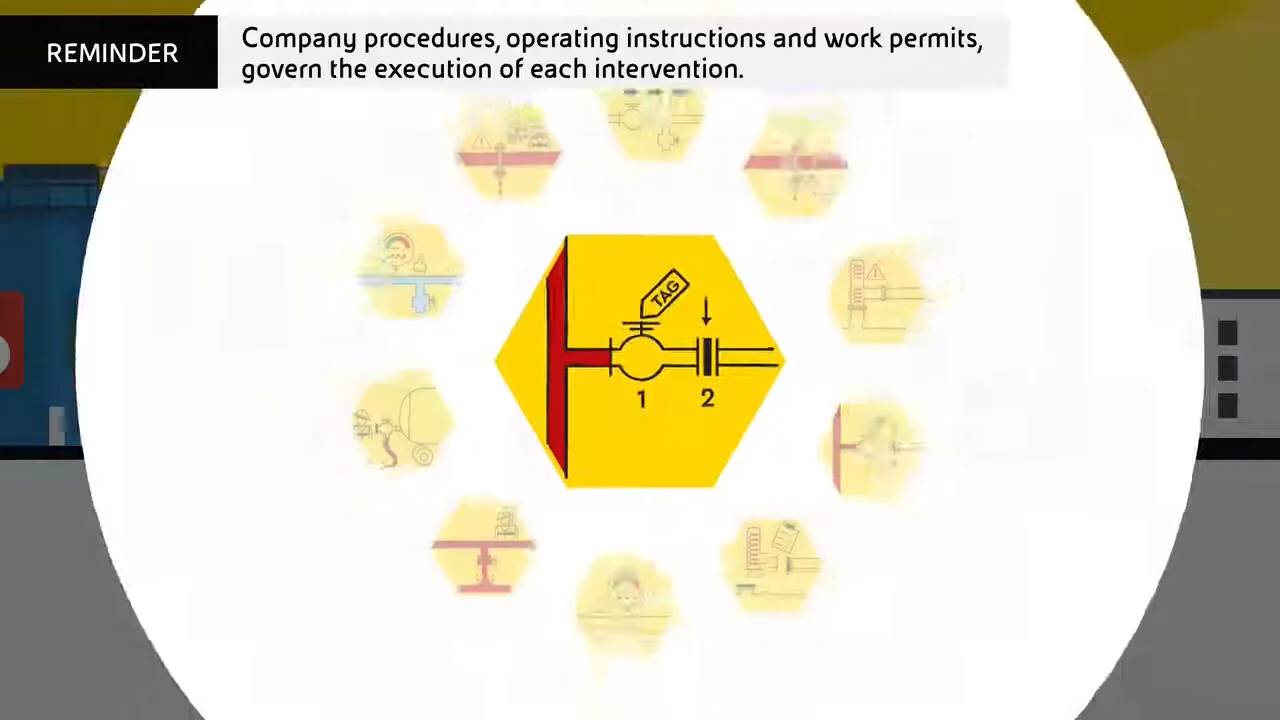 REMINDER
Company procedures, operating instructions and work permits,
govern the execution of each intervention.
TAG
1
2